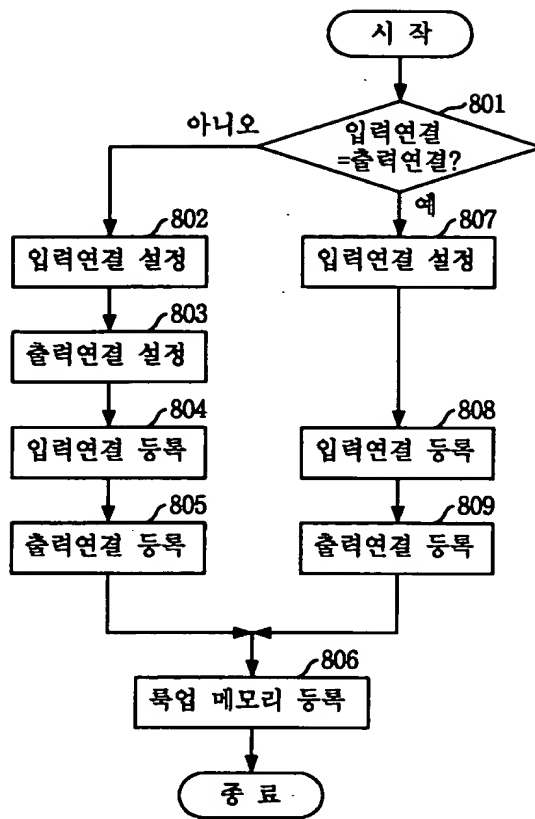 시 작
801
입력연결
=출력연결?
아니오
예
802
입력연결 설정
807
입력연결 설정
803
출력연결 설정
804
입력연결 등록
808
입력연결 등록
805
출력연결 등록
809
출력연결 등록
806
룩업 메모리 등록
종 료